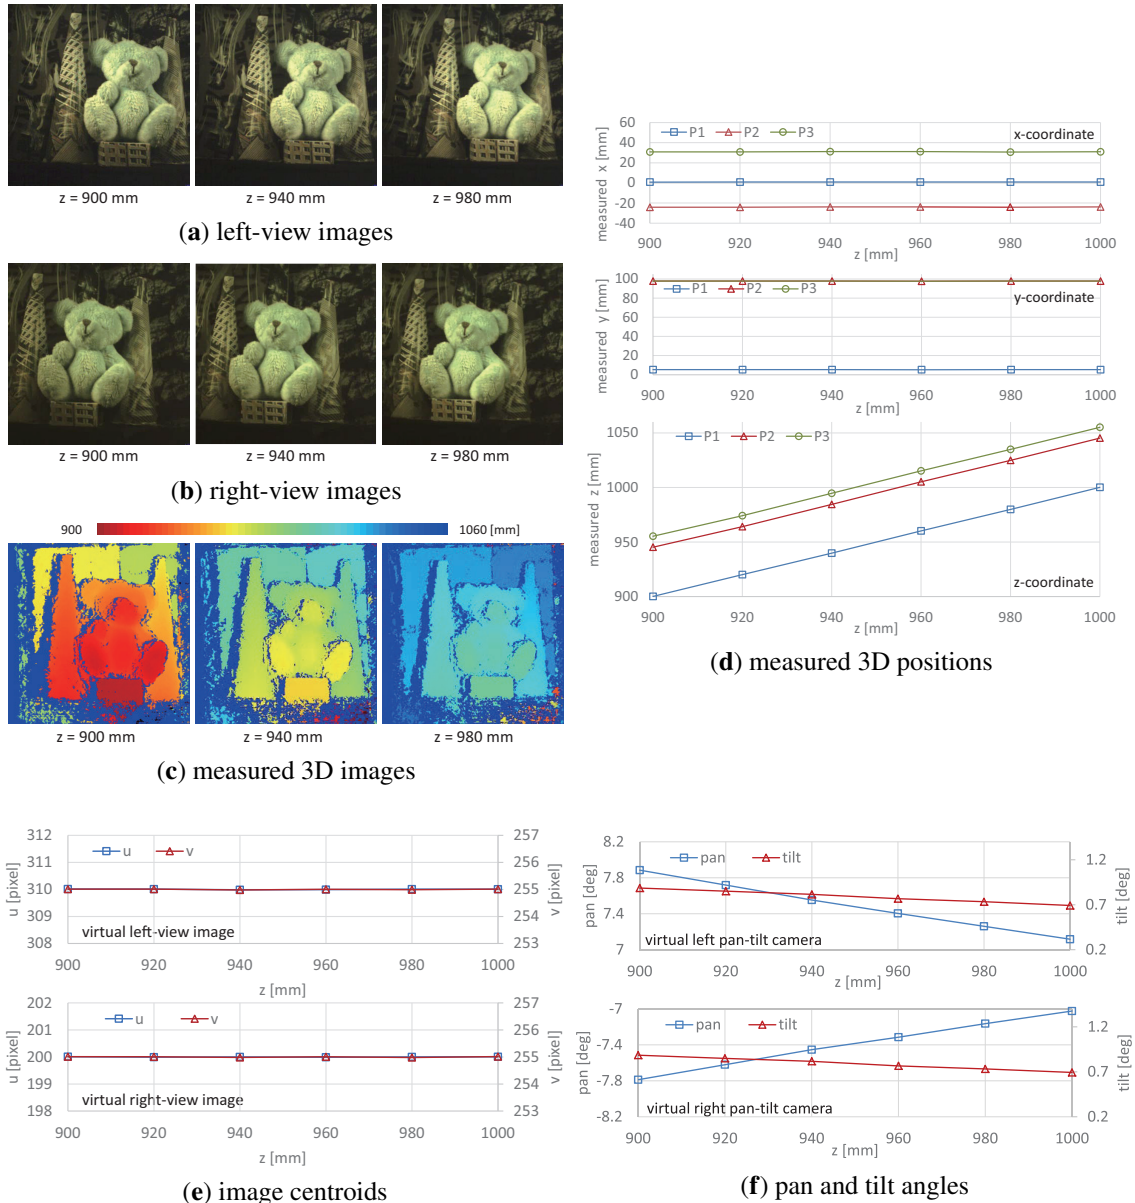 z = 900 mm
z = 940 mm
z = 980 mm
(a) left-view images
z = 900 mm
z = 940 mm
z = 980 mm
(b) right-view images
900
1060 [mm]
z = 900 mm
z = 940 mm
z = 980 mm
(c) measured 3D images
60
40
20
0
-20
-40
measured x [mm]
P1
P2
P3
x-coordinate
900
920
940
960
980
1000
z [mm]
100
80
60
40
20
0
measured y [mm]
P1
P2
P3
y-coordinate
900
920
940
960
980
1000
z [mm]
1050
1000
950
900
measured z [mm]
P1
P2
P3
z-coordinate
900
920
940
960
980
1000
z [mm]
(d) measured 3D positions
312
311
310
309
308
u [pixel]
u
v
257
256
255
254
253
v [pixel]
virtual left-view image
900
920
940
960
980
1000
z [mm]
202
201
200
199
198
u [pixel]
u
v
257
256
255
254
253
v [pixel]
virtual right-view image
900
920
940
960
980
1000
z [mm]
(e) image centroids
8.2
7.8
7.4
7
pan [deg]
pan
tilt
1.2
0.7
0.2
tilt [deg]
virtual left pan-tilt camera
900
920
940
960
980
1000
z [mm]
-7
-7.4
-7.8
-8.2
pan [deg]
pan
tilt
1.2
0.7
0.2
tilt [deg]
virtual right pan-tilt camera
900
920
940
960
980
1000
z [mm]
(f) pan and tilt angles